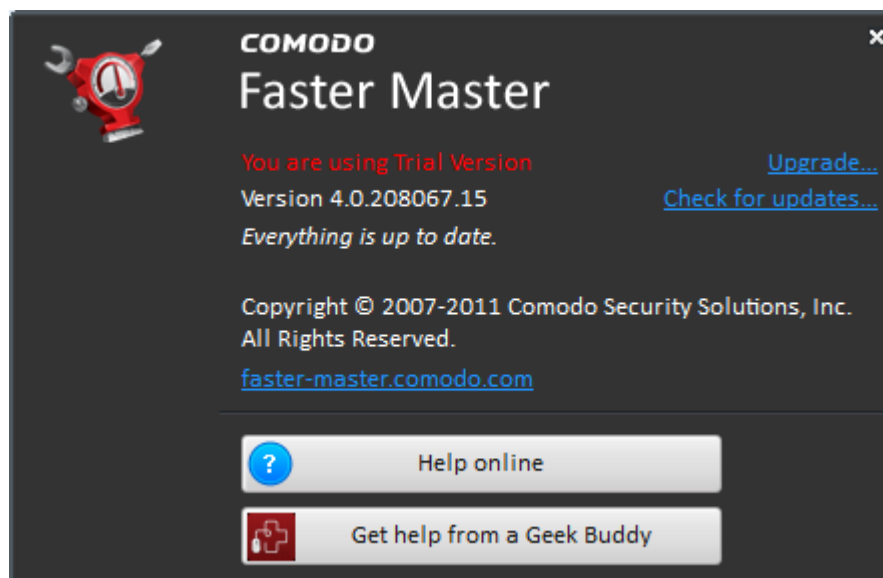 COMODO
Faster Master
You are using Trial Version Upgrade...
Version 4.0.208067.15 Check for updates...
Everything is up to date.
Copyright © 2007-2011 Comodo Security Solutions, Inc.
All Rights Reserved.
faster-master.comodo.com
? Help online
Get help from a Geek Buddy